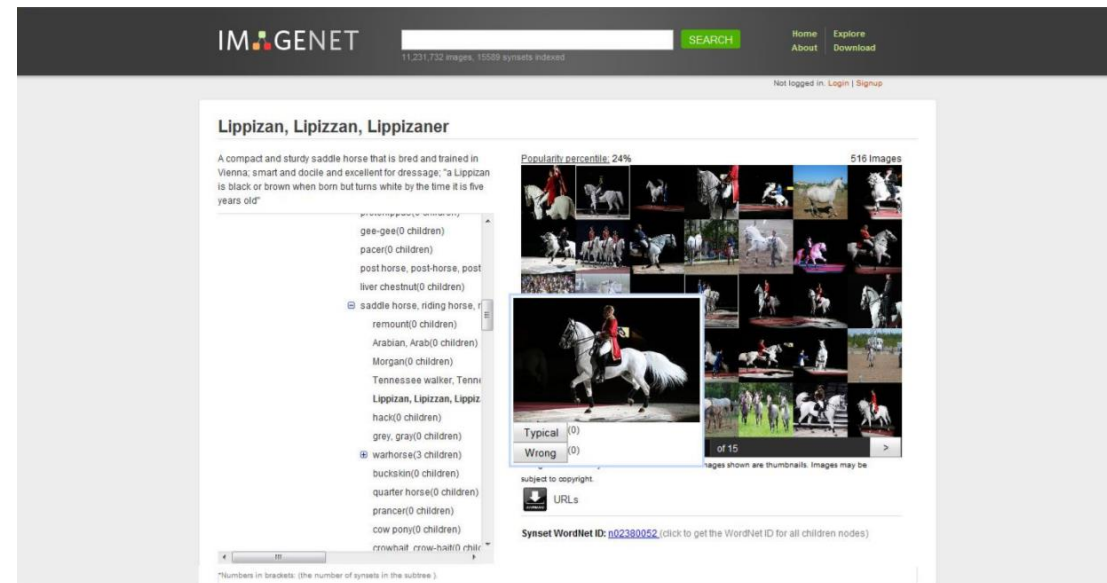 IMAGENET
SEARCH
Home Explore
About Download
11,231,732 images, 15589 synsets indexed
Not logged in. Login | Signup
Lippizan, Lipizzan, Lippizaner
A compact and sturdy saddle horse that is bred and trained in
Vienna; smart and docile and excellent for dressage; "a Lippizan
is black or brown when born but turns white by the time it is five
years old"
gee-gee(0 children)
pacer(0 children)
post horse, post-horse, post
liver chestnut(0 children)
saddle horse, riding horse, r
remount(0 children)
Arabian, Arab(0 children)
Morgan(0 children)
Tennessee walker, Tenn
Lippizan, Lipizzan, Lippiz
hack(0 children)
grey, gray(0 children)
warhorse(3 children)
buckskin(0 children)
quarter horse(0 children)
prancer(0 children)
cow pony(0 children)
crowbait, crow-bait(0 chil
*Numbers in brackets: (the number of synsets in the subtree ).
Popularity percentile: 24% 516 Images
Typical (0)
Wrong (0)
of 15 >
ages shown are thumbnails. Images may be
subject to copyright.
URLs
Synset WordNet ID: n02380052 (click to get the WordNet ID for all children nodes)